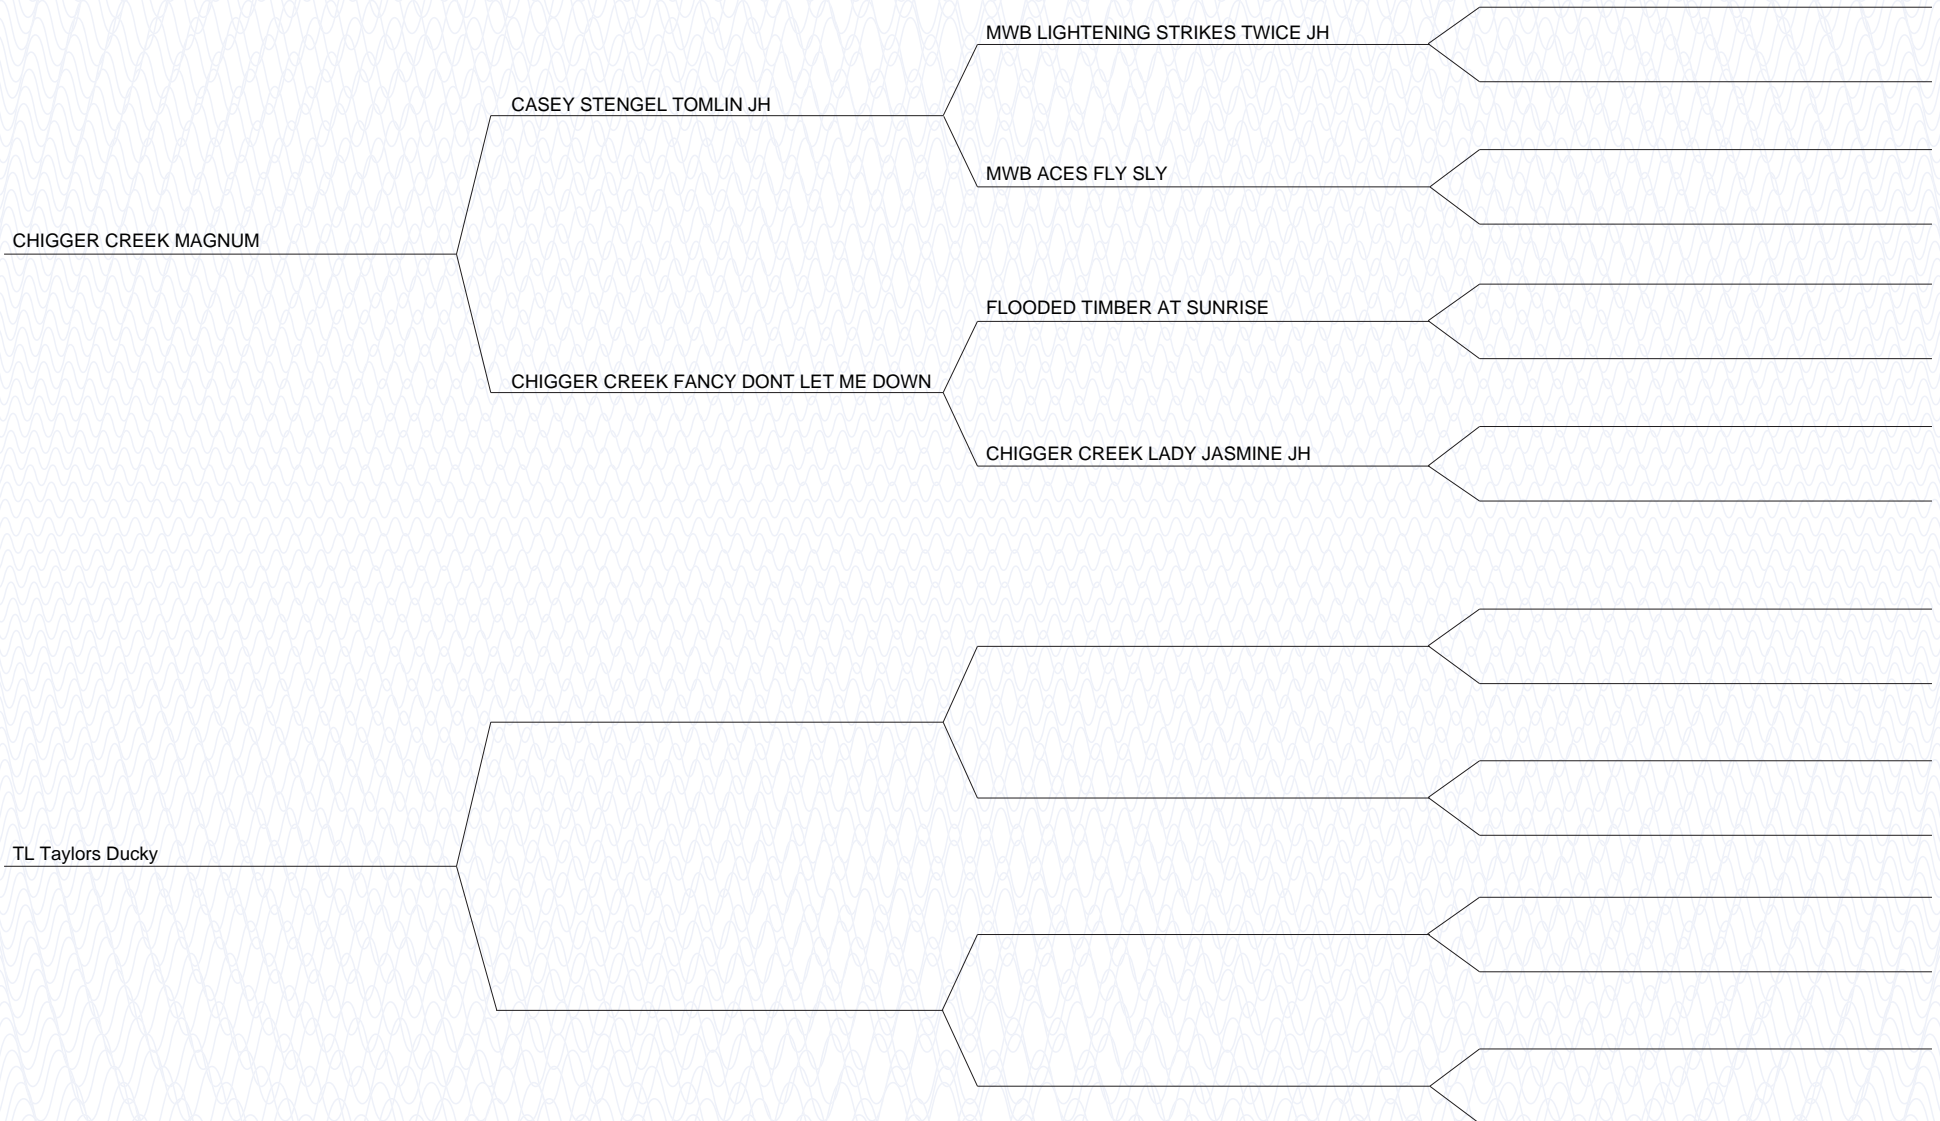 MWB LIGHTENING STRIKES TWICE JH
CASEY STENGEL TOMLIN JH
MWB ACES FLY SLY
CHIGGER CREEK MAGNUM
FLOODED TIMBER AT SUNRISE
CHIGGER CREEK FANCY DONT LET ME DOWN
CHIGGER CREEK LADY JASMINE JH
TL Taylors Ducky